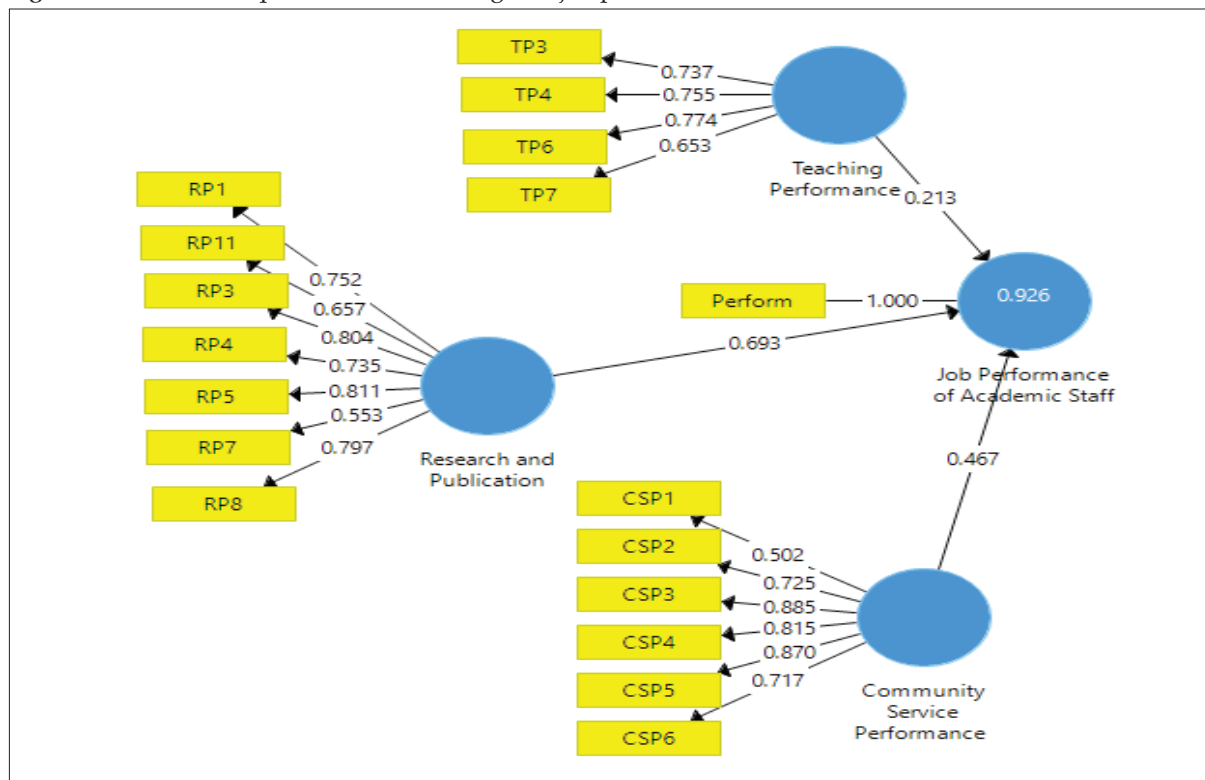 TP3
0.737
TP4
0.755
TP6
0.774
TP7
0.653
Teaching
Performance
0.213
RP1
0.752
RP11
0.657
RP3
0.804
RP4
0.735
RP5
0.811
RP7
0.553
RP8
0.797
Research and
Publication
0.693
Perform
1.000
0.926
Job Performance
of Academic Staff
0.467
CSP1
0.502
CSP2
0.725
CSP3
0.885
CSP4
0.815
CSP5
0.870
CSP6
0.717
Community
Service
Performance